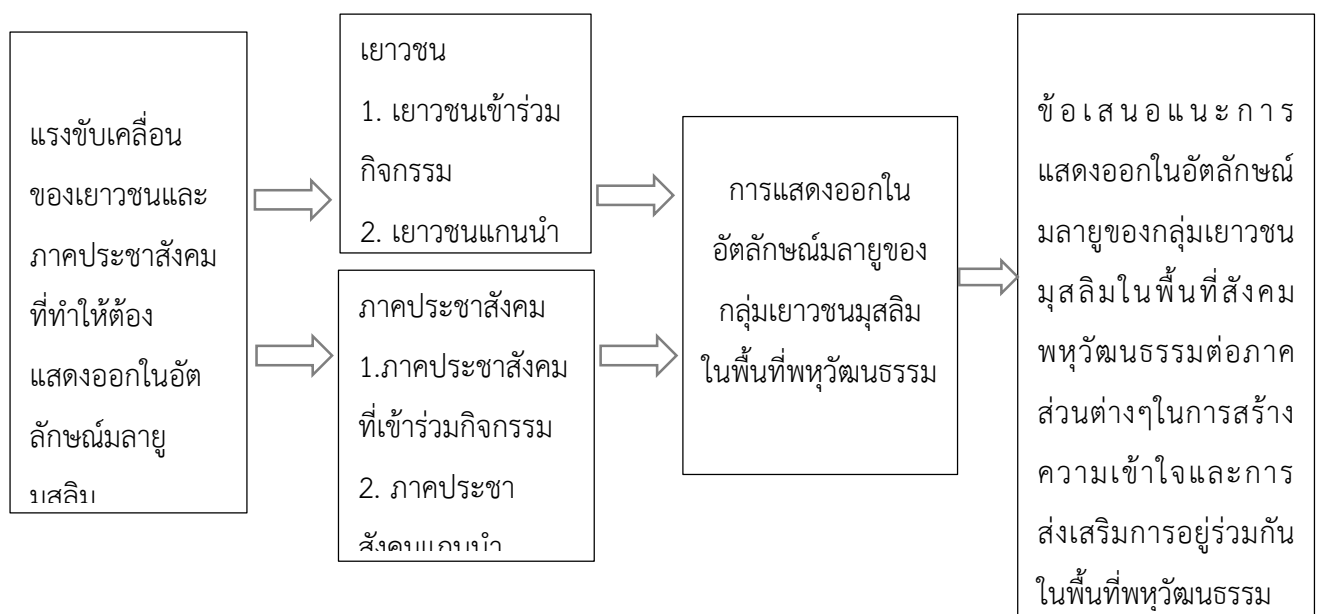 แรงขับเคลื่อน
ของเยาวชนและ
ภาคประชาสังคม
ที่ทำให้ต้อง
แสดงออกในอัต
ลักษณ์มลายู
มุสลิม
เยาวชน
1. เยาวชนเข้าร่วม
กิจกรรม
2. เยาวชนแกนนำ
ภาคประชาสังคม
1.ภาคประชาสังคม
ที่เข้าร่วมกิจกรรม
2. ภาคประชา
สังคมแกนนำ
การแสดงออกใน
อัตลักษณ์มลายูของ
กลุ่มเยาวชนมุสลิม
ในพื้นที่พหุวัฒนธรรม
ข้อเสนอแนะการ
แสดงออกในอัตลักษณ์
มลายูของกลุ่มเยาวชน
มุสลิมในพื้นที่สังคม
พหุวัฒนธรรมต่อภาค
ส่วนต่างๆในการสร้าง
ความเข้าใจและการ
ส่งเสริมการอยู่ร่วมกัน
ในพื้นที่พหุวัฒนธรรม